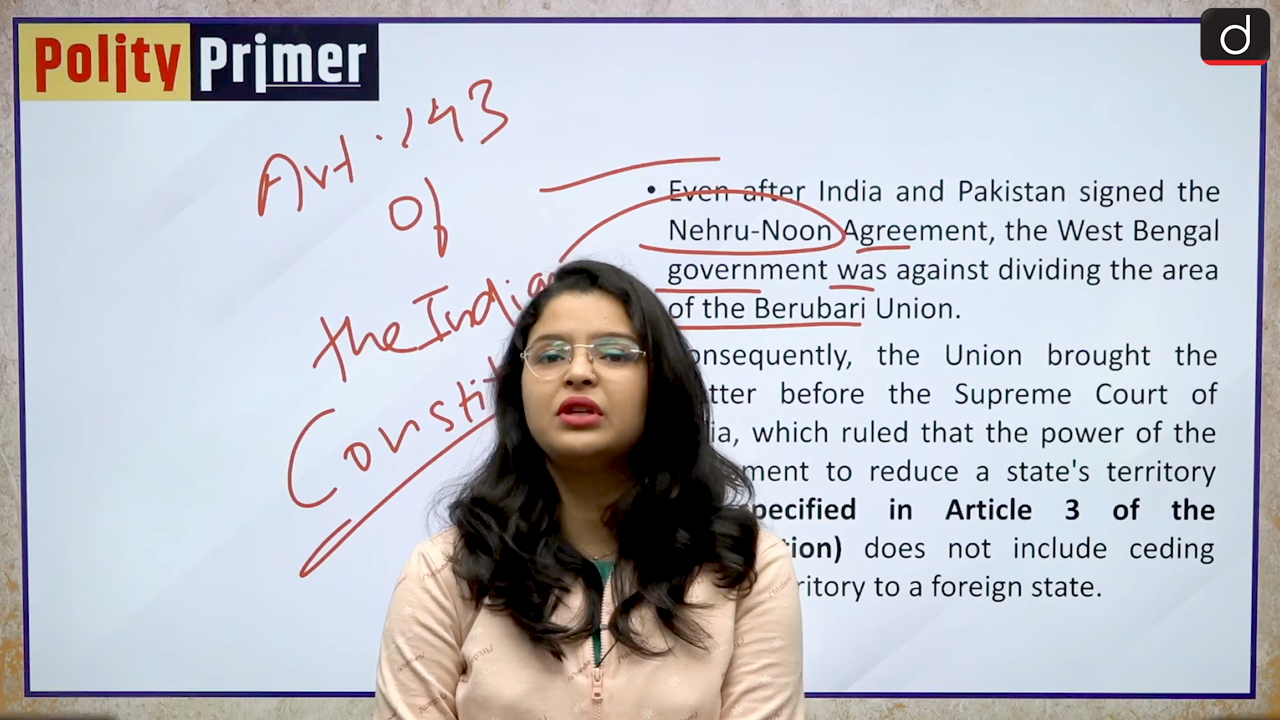 Polity Primer
d
Art. 143
Of
the India
Constit
• Even after India and Pakistan signed the
Nehru-Noon Agreement, the West Bengal
government was against dividing the area
of the Berubari Union.
onsequently, the Union brought the
tter before the Supreme Court of
ia, which ruled that the power of the
ment to reduce a state's territory
pecified in Article 3 of the
tion) does not include ceding
ritory to a foreign state.